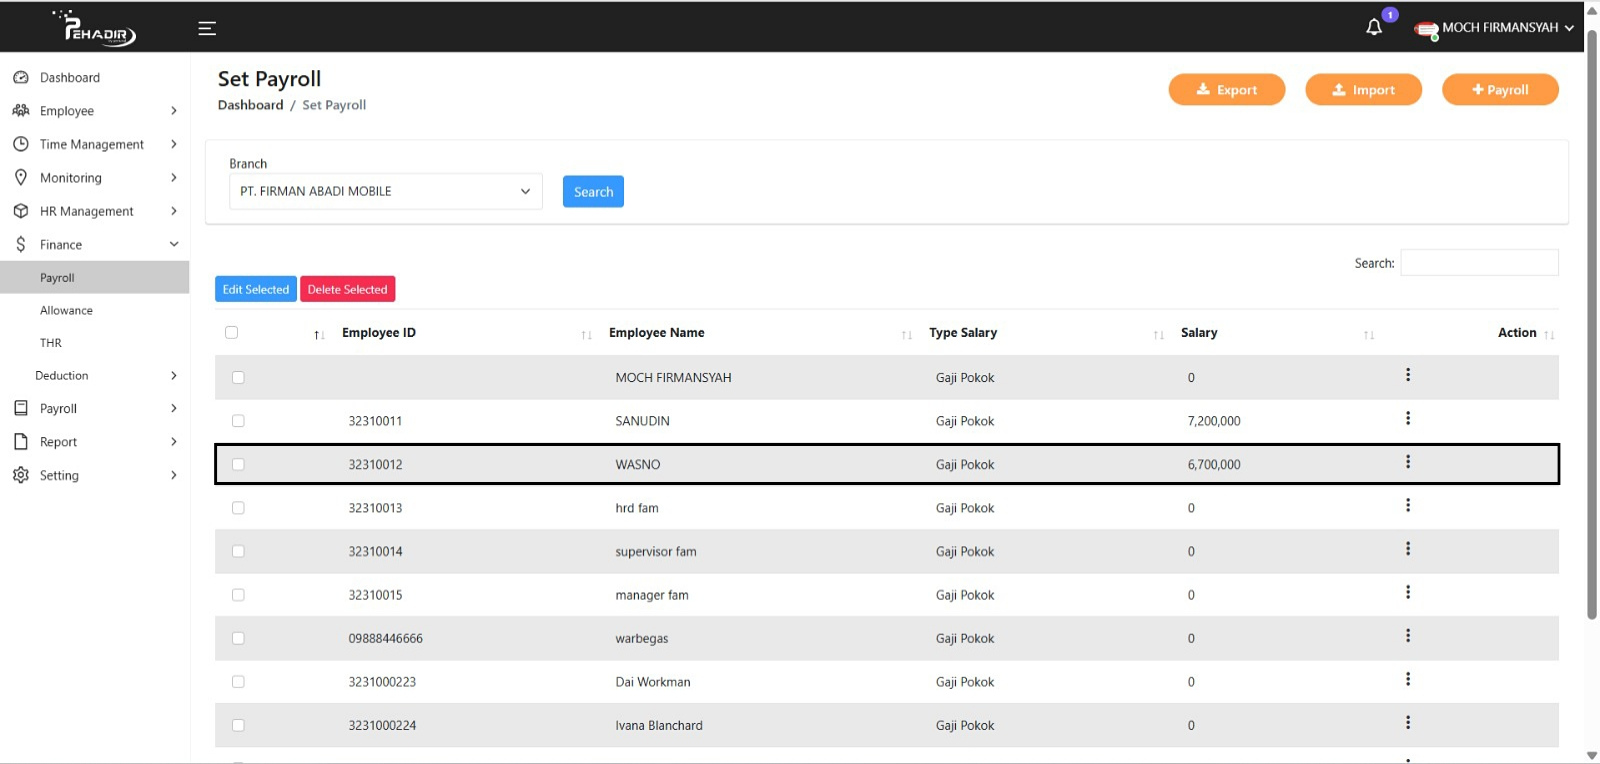 PEHADIR
1
MOCH FIRMANSYAH
Dashboard
Employee
Time Management
Monitoring
HR Management
Finance
Payroll
Allowance
THR
Deduction
Payroll
Report
Setting
Set Payroll
Dashboard / Set Payroll
Export
Import
+ Payroll
Branch
PT. FIRMAN ABADI MOBILE
Search
Search:
Edit Selected
Delete Selected
Employee ID Employee Name Type Salary Salary Action
MOCH FIRMANSYAH Gaji Pokok 0
32310011 SANUDIN Gaji Pokok 7,200,000
32310012 WASNO Gaji Pokok 6,700,000
32310013 hrd fam Gaji Pokok 0
32310014 supervisor fam Gaji Pokok 0
32310015 manager fam Gaji Pokok 0
09888446666 warbegas Gaji Pokok 0
3231000223 Dai Workman Gaji Pokok 0
3231000224 Ivana Blanchard Gaji Pokok 0